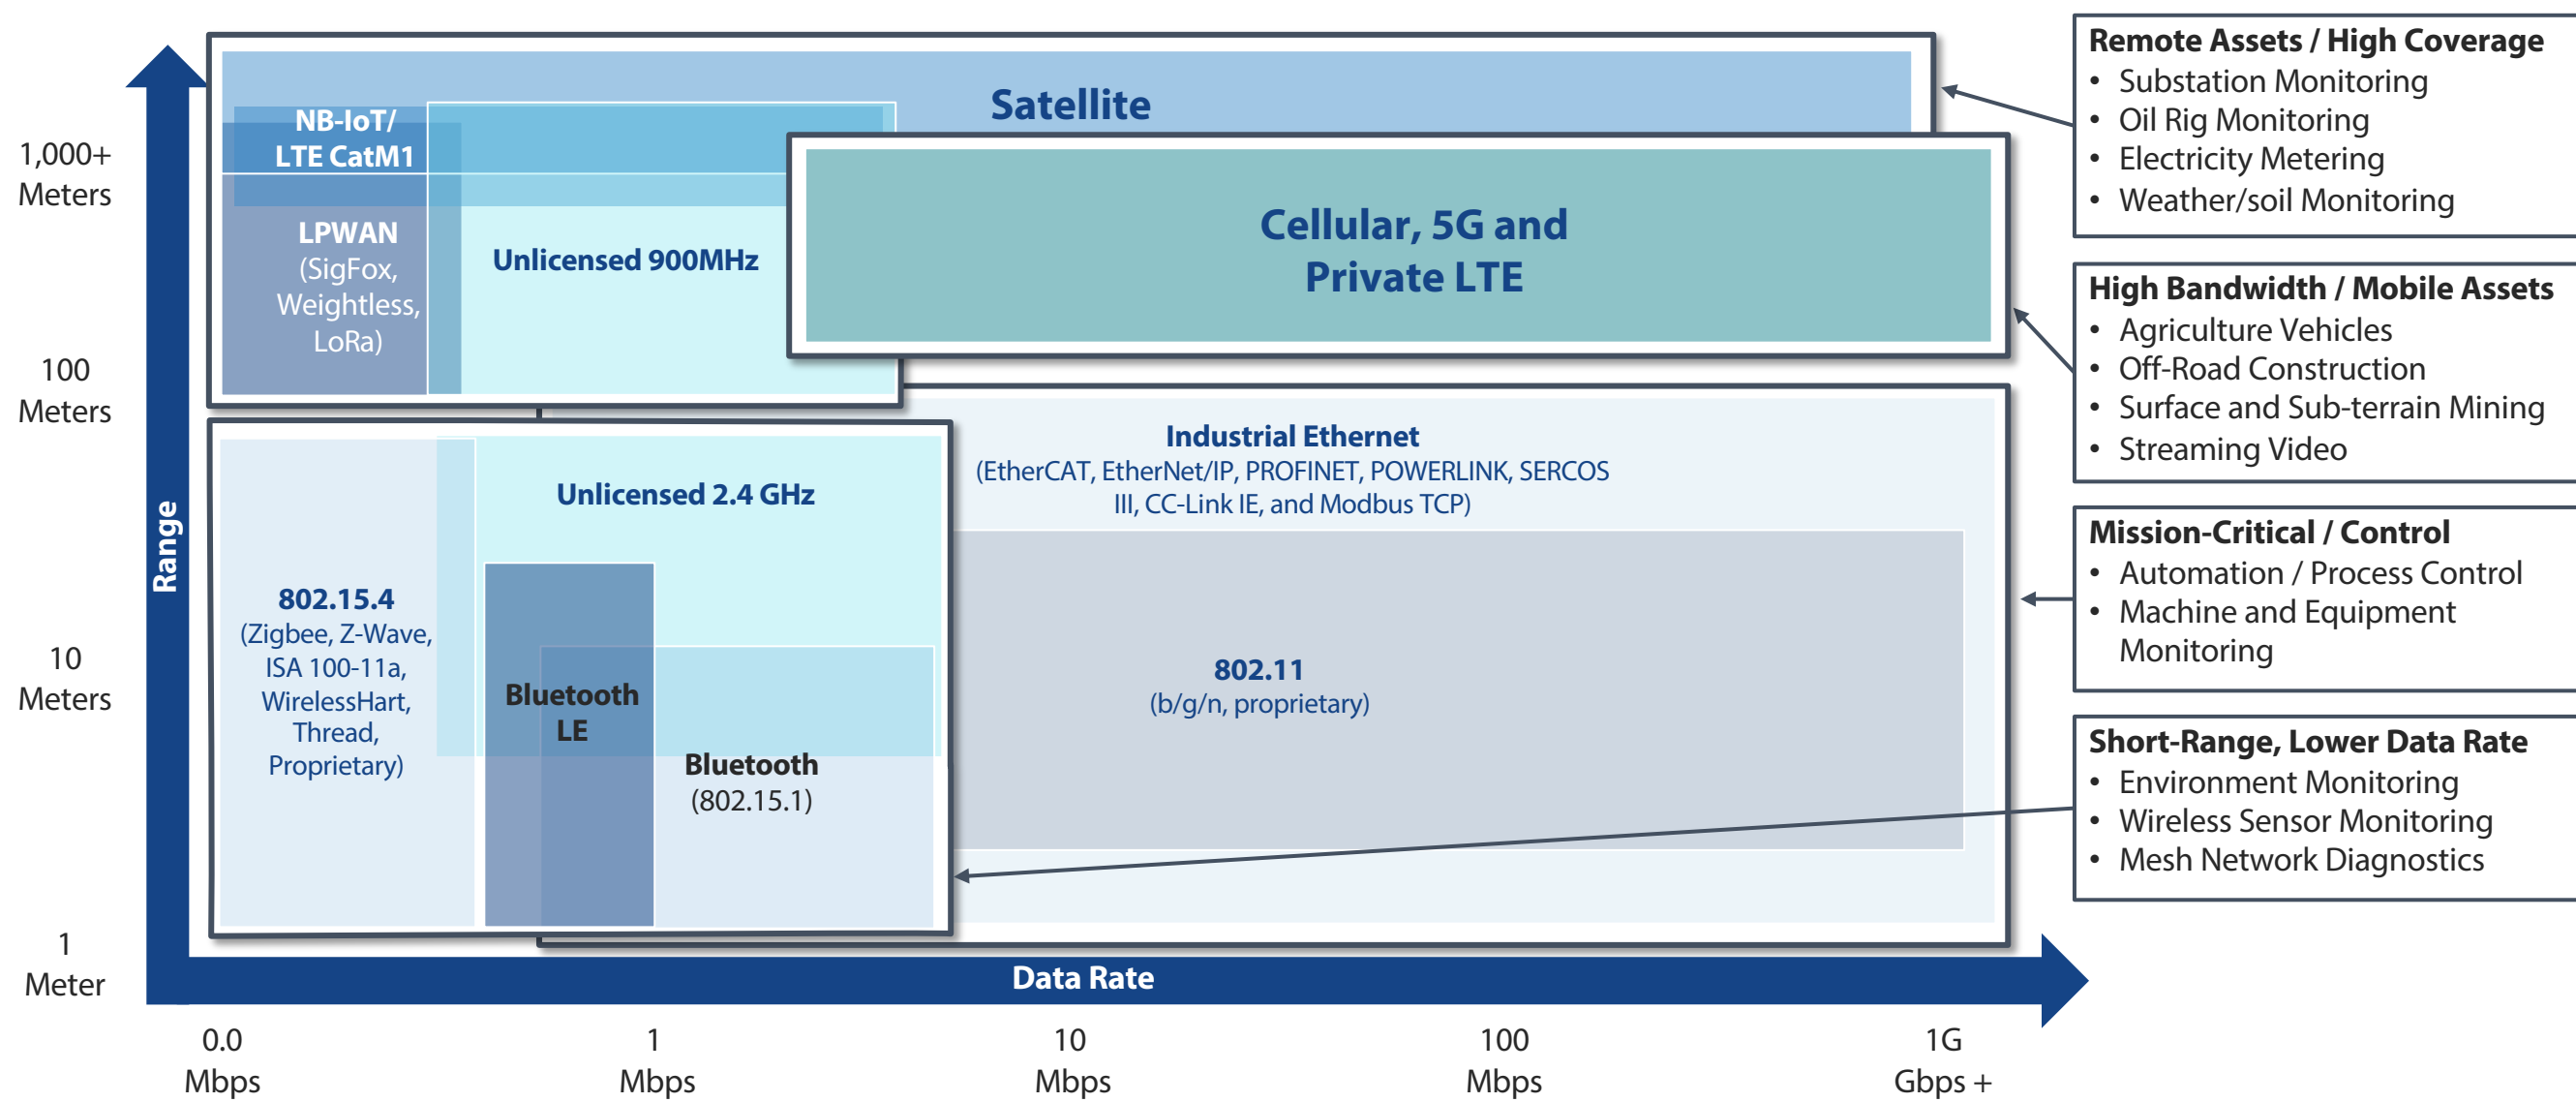 Satellite
NB-IoT/
LTE CatM1
LPWAN
(SigFox,
Weightless,
LoRa)
Unlicensed 900MHz
Cellular, 5G and
Private LTE
Industrial Ethernet
(EtherCAT, EtherNet/IP, PROFINET, POWERLINK, SERCOS
III, CC-Link IE, and Modbus TCP)
Unlicensed 2.4 GHz
802.15.4
(Zigbee, Z-Wave,
ISA 100-11a,
WirelessHart,
Thread,
Proprietary)
Bluetooth
LE
Bluetooth
(802.15.1)
802.11
(b/g/n, proprietary)
Range
1,000+
Meters
100
Meters
10
Meters
1
Meter
Data Rate
0.0
Mbps
1
Mbps
10
Mbps
100
Mbps
1G
Gbps +
Remote Assets / High Coverage
• Substation Monitoring
• Oil Rig Monitoring
• Electricity Metering
• Weather/soil Monitoring
High Bandwidth / Mobile Assets
• Agriculture Vehicles
• Off-Road Construction
• Surface and Sub-terrain Mining
• Streaming Video
Mission-Critical / Control
• Automation / Process Control
• Machine and Equipment
Monitoring
Short-Range, Lower Data Rate
• Environment Monitoring
• Wireless Sensor Monitoring
• Mesh Network Diagnostics